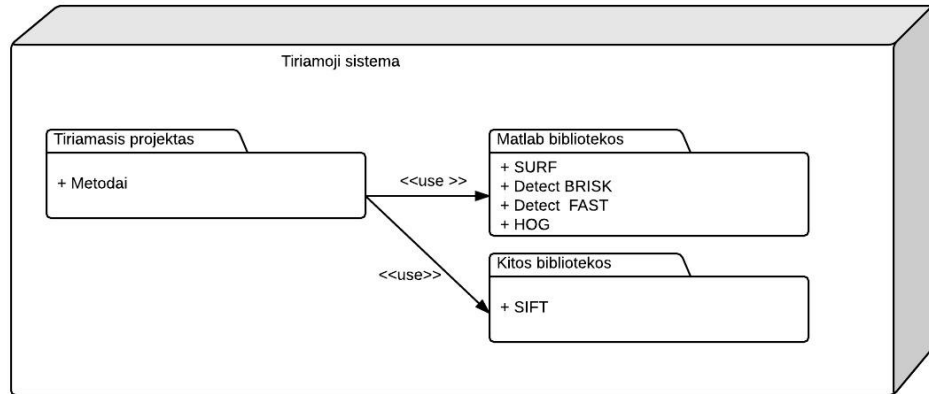 Tiriamoji sistema
Tiriamasis projektas
+ Metodai
<<use >>
<<use>>
Matlab bibliotekos
+ SURF
+ Detect BRISK
+ Detect  FAST
+ HOG
Kitos bibliotekos
+ SIFT